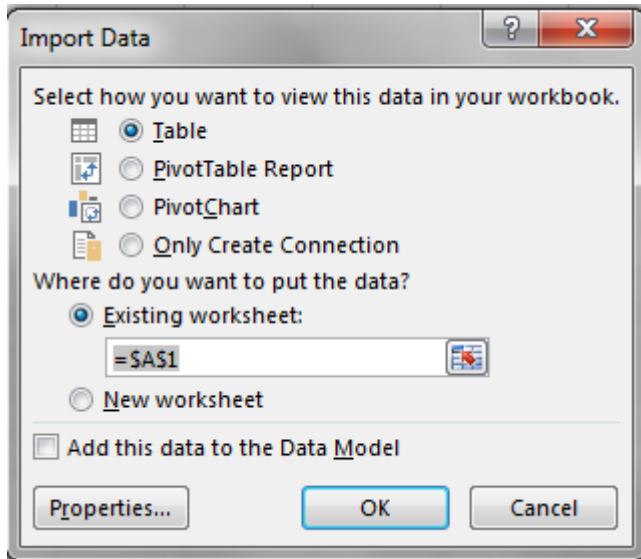 Import Data
?
X
Select how you want to view this data in your workbook.
Table
PivotTable Report
PivotChart
Only Create Connection
Where do you want to put the data?
Existing worksheet:
=$A$1
New worksheet
Add this data to the Data Model
Properties... OK Cancel